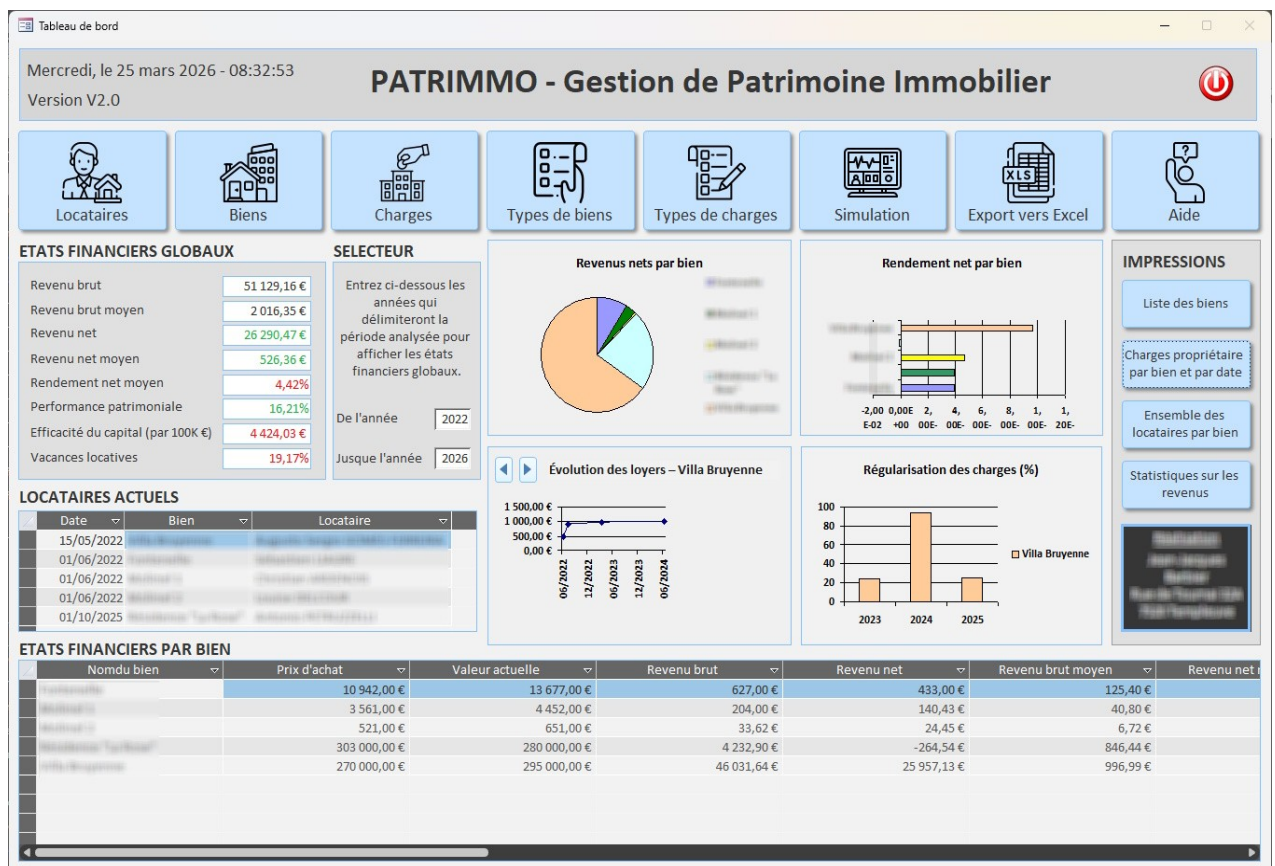 Tableau de bord
Mercredi, le 25 mars 2026 - 08:32:53
Version V2.0
PATRIMMO - Gestion de Patrimoine Immobilier
Locataires
Biens
Charges
Types de biens
Types de charges
Simulation
XLS
Export vers Excel
?
Aide
ETATS FINANCIERS GLOBAUX
Revenu brut 51 129,16 €
Revenu brut moyen 2 016,35 €
Revenu net 26 290,47 €
Revenu net moyen 526,36 €
Rendement net moyen 4,42%
Performance patrimoniale 16,21%
Efficacité du capital (par 100K €) 4 424,03 €
Vacances locatives 19,17%
SELECTEUR
Entrez ci-dessous les
années qui
délimiteront la
période analysée pour
afficher les états
financiers globaux.
De l'année 2022
Jusque l'année 2026
Revenus nets par bien
Rendement net par bien
-2,00 0,00E 2, 4, 6, 8, 1, 1,
E-02 +00 00E- 00E- 00E- 00E- 00E- 20E-
IMPRESSIONS
Liste des biens
Charges propriétaire
par bien et par date
Ensemble des
locataires par bien
Statistiques sur les
revenus
LOCATAIRES ACTUELS
Date Bien Locataire
15/05/2022
01/06/2022
01/06/2022
01/06/2022
01/10/2025
Évolution des loyers – Villa Bruyenne
1 500,00 €
1 000,00 €
500,00 €
0,00 €
06/2022
12/2022
06/2023
12/2023
06/2024
Régularisation des charges (%)
100
80
60
40
20
0
2023 2024 2025
Villa Bruyenne
ETATS FINANCIERS PAR BIEN
Nomdu bien Prix d'achat Valeur actuelle Revenu brut Revenu net Revenu brut moyen Revenu net
10 942,00 € 13 677,00 € 627,00 € 433,00 € 125,40 €
3 561,00 € 4 452,00 € 204,00 € 140,43 € 40,80 €
521,00 € 651,00 € 33,62 € 24,45 € 6,72 €
303 000,00 € 280 000,00 € 4 232,90 € -264,54 € 846,44 €
270 000,00 € 295 000,00 € 46 031,64 € 25 957,13 € 996,99 €